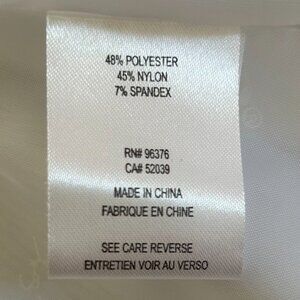 48% POLYESTER
45% NYLON
7% SPANDEX
RN# 96376
CA# 52039
MADE IN CHINA
FABRIQUE EN CHINE
SEE CARE REVERSE
ENTRETIEN VOIR AU VERSO